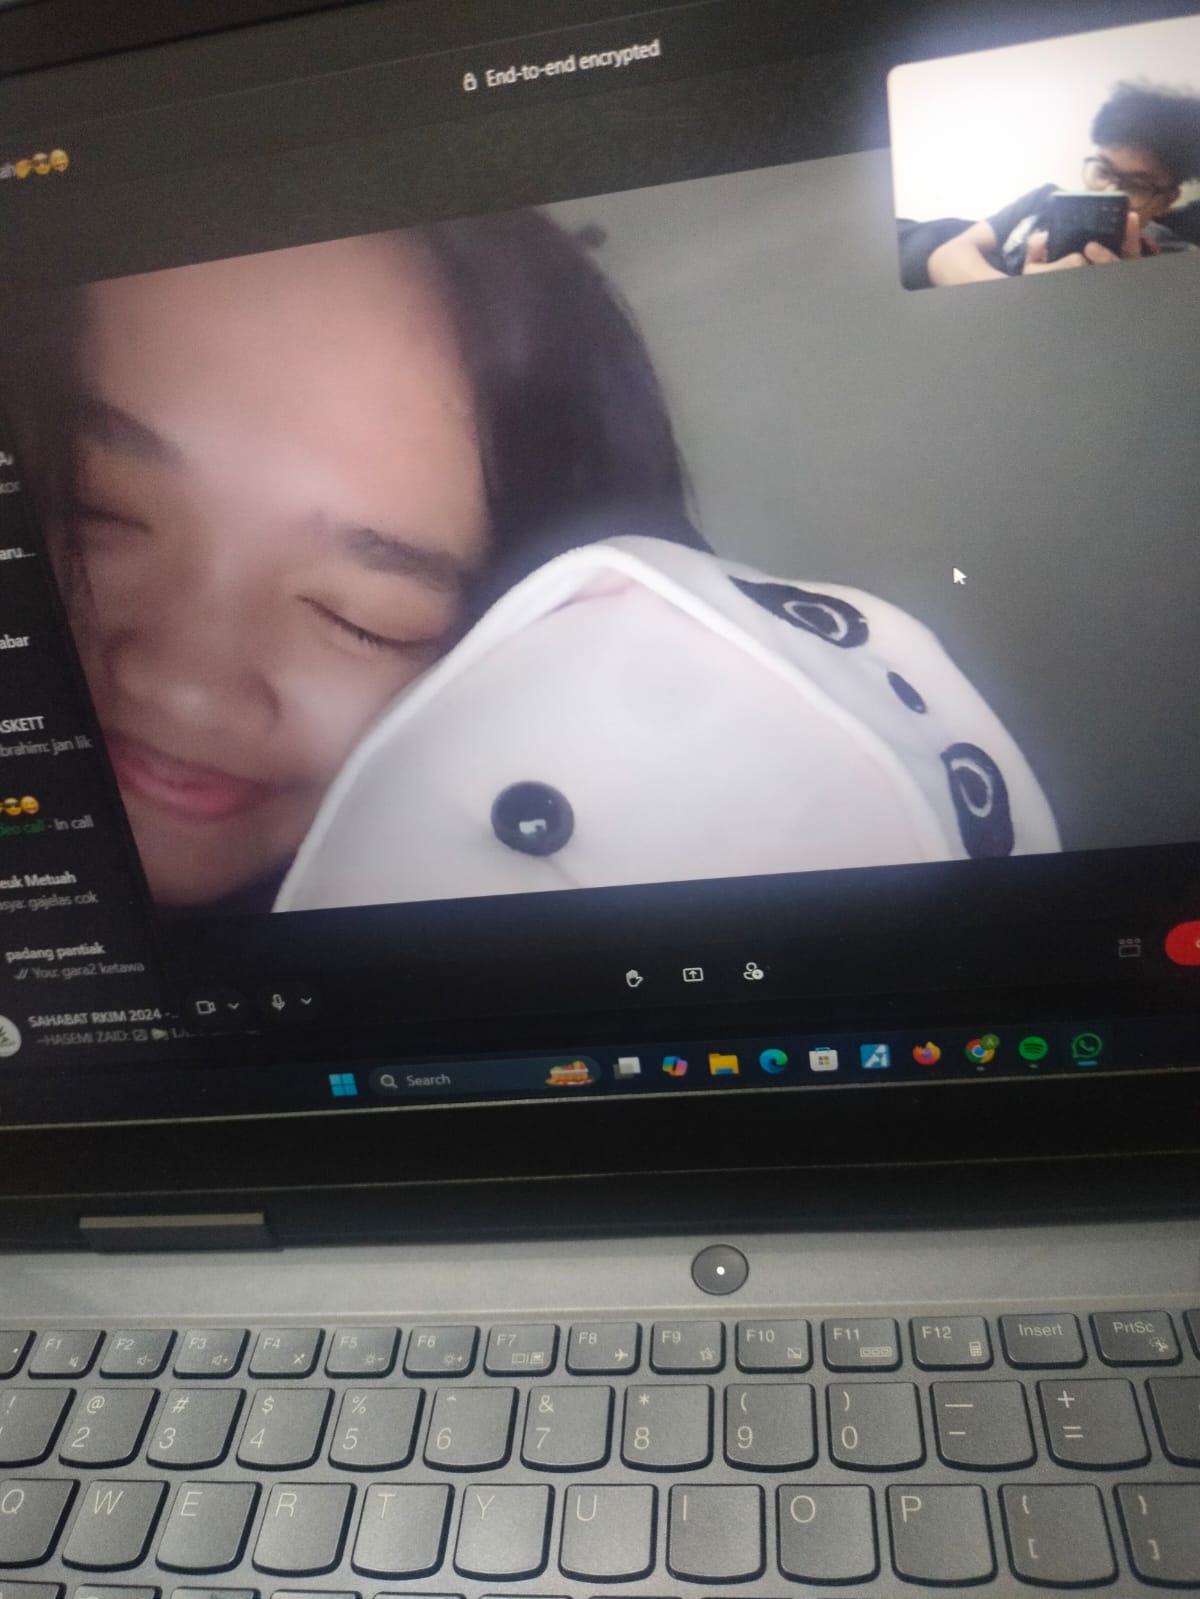 End-to-end encrypted
abar
SKETT
brahim: jan lik
- In call
euk Metuah
asya: gajelas cok
padang pantiak
You: gara2 ketawa
SAHABAT RKIM 2024 -...
~HASEMI ZAID:
Search
F1 F2 F3 F4 F5 F6 F7 F8 F9 F10 F11 F12 Insert PrtSc
! @ # $ % ^ & * ( ) — +
2 3 4 5 6 7 8 9 0 - =
Q W E R T Y U I O P { }
[ ]